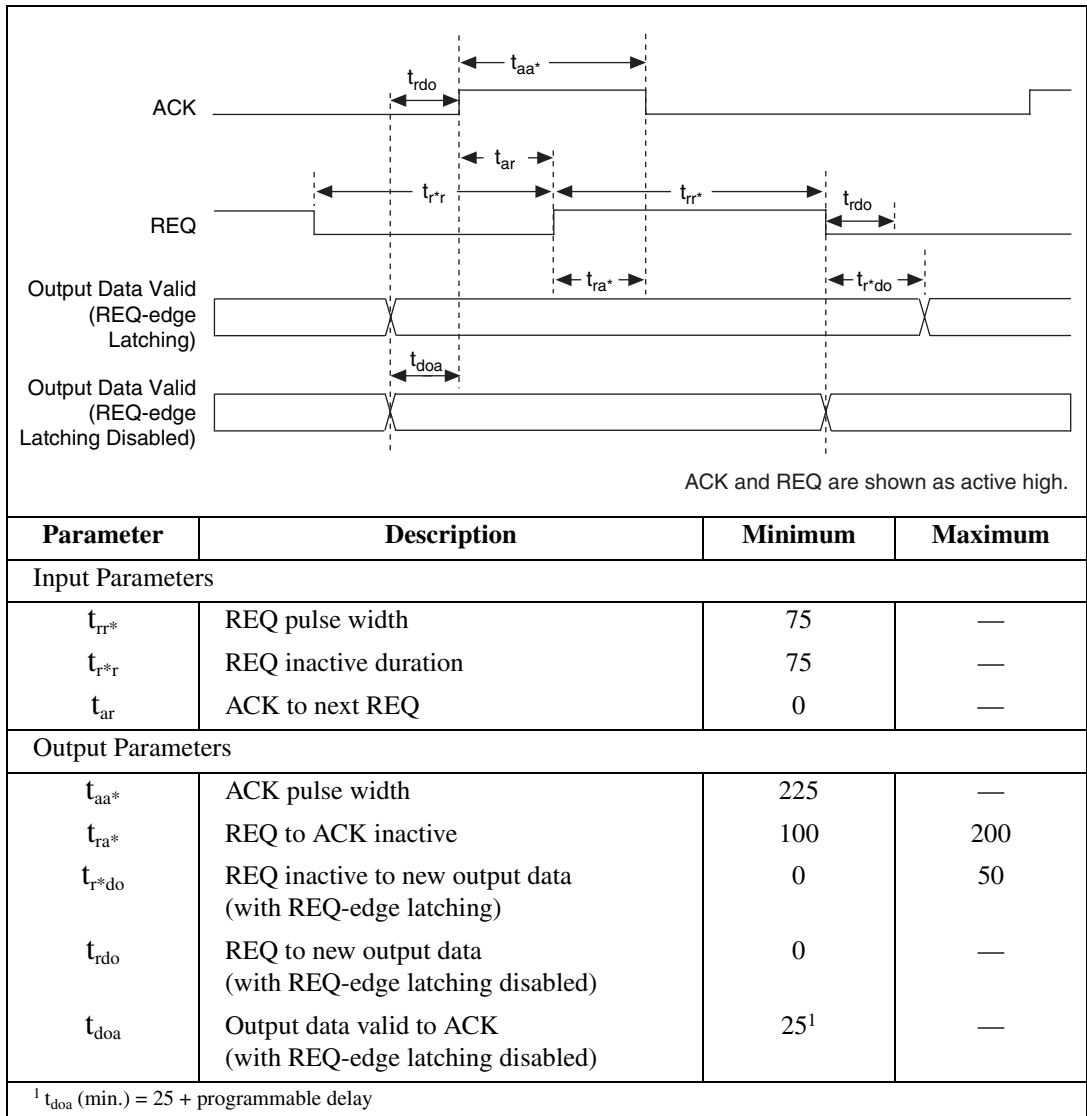 t_aa*
t_rdo
ACK
t_ar
t_r*r
t_rr*
t_rdo
REQ
t_ra*
t_r*do
Output Data Valid
(REQ-edge
Latching)
t_doa
Output Data Valid
(REQ-edge
Latching Disabled)
ACK and REQ are shown as active high.
Parameter Description Minimum Maximum
Input Parameters
t_rr* REQ pulse width 75 —
t_r*r REQ inactive duration 75 —
t_ar ACK to next REQ 0 —
Output Parameters
t_aa* ACK pulse width 225 —
t_ra* REQ to ACK inactive 100 200
t_r*do REQ inactive to new output data 0 50
(with REQ-edge latching)
t_rdo REQ to new output data 0 —
(with REQ-edge latching disabled)
t_doa Output data valid to ACK 25¹ —
(with REQ-edge latching disabled)
¹ t_doa (min.) = 25 + programmable delay